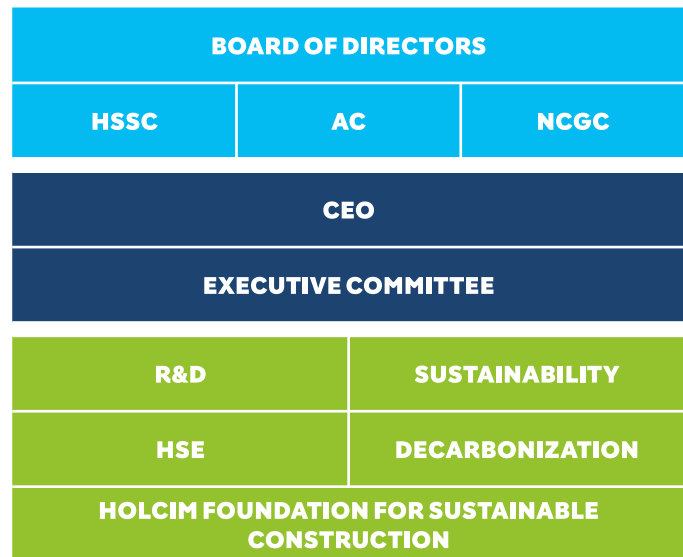 BOARD OF DIRECTORS
HSSC
AC
NCGC
CEO
EXECUTIVE COMMITTEE
R&D
SUSTAINABILITY
HSE
DECARBONIZATION
HOLCIM FOUNDATION FOR SUSTAINABLE
CONSTRUCTION